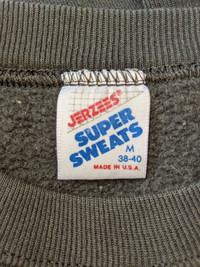 JERZEES®
SUPER
SWEATS
M
38-40
MADE IN U.S.A.